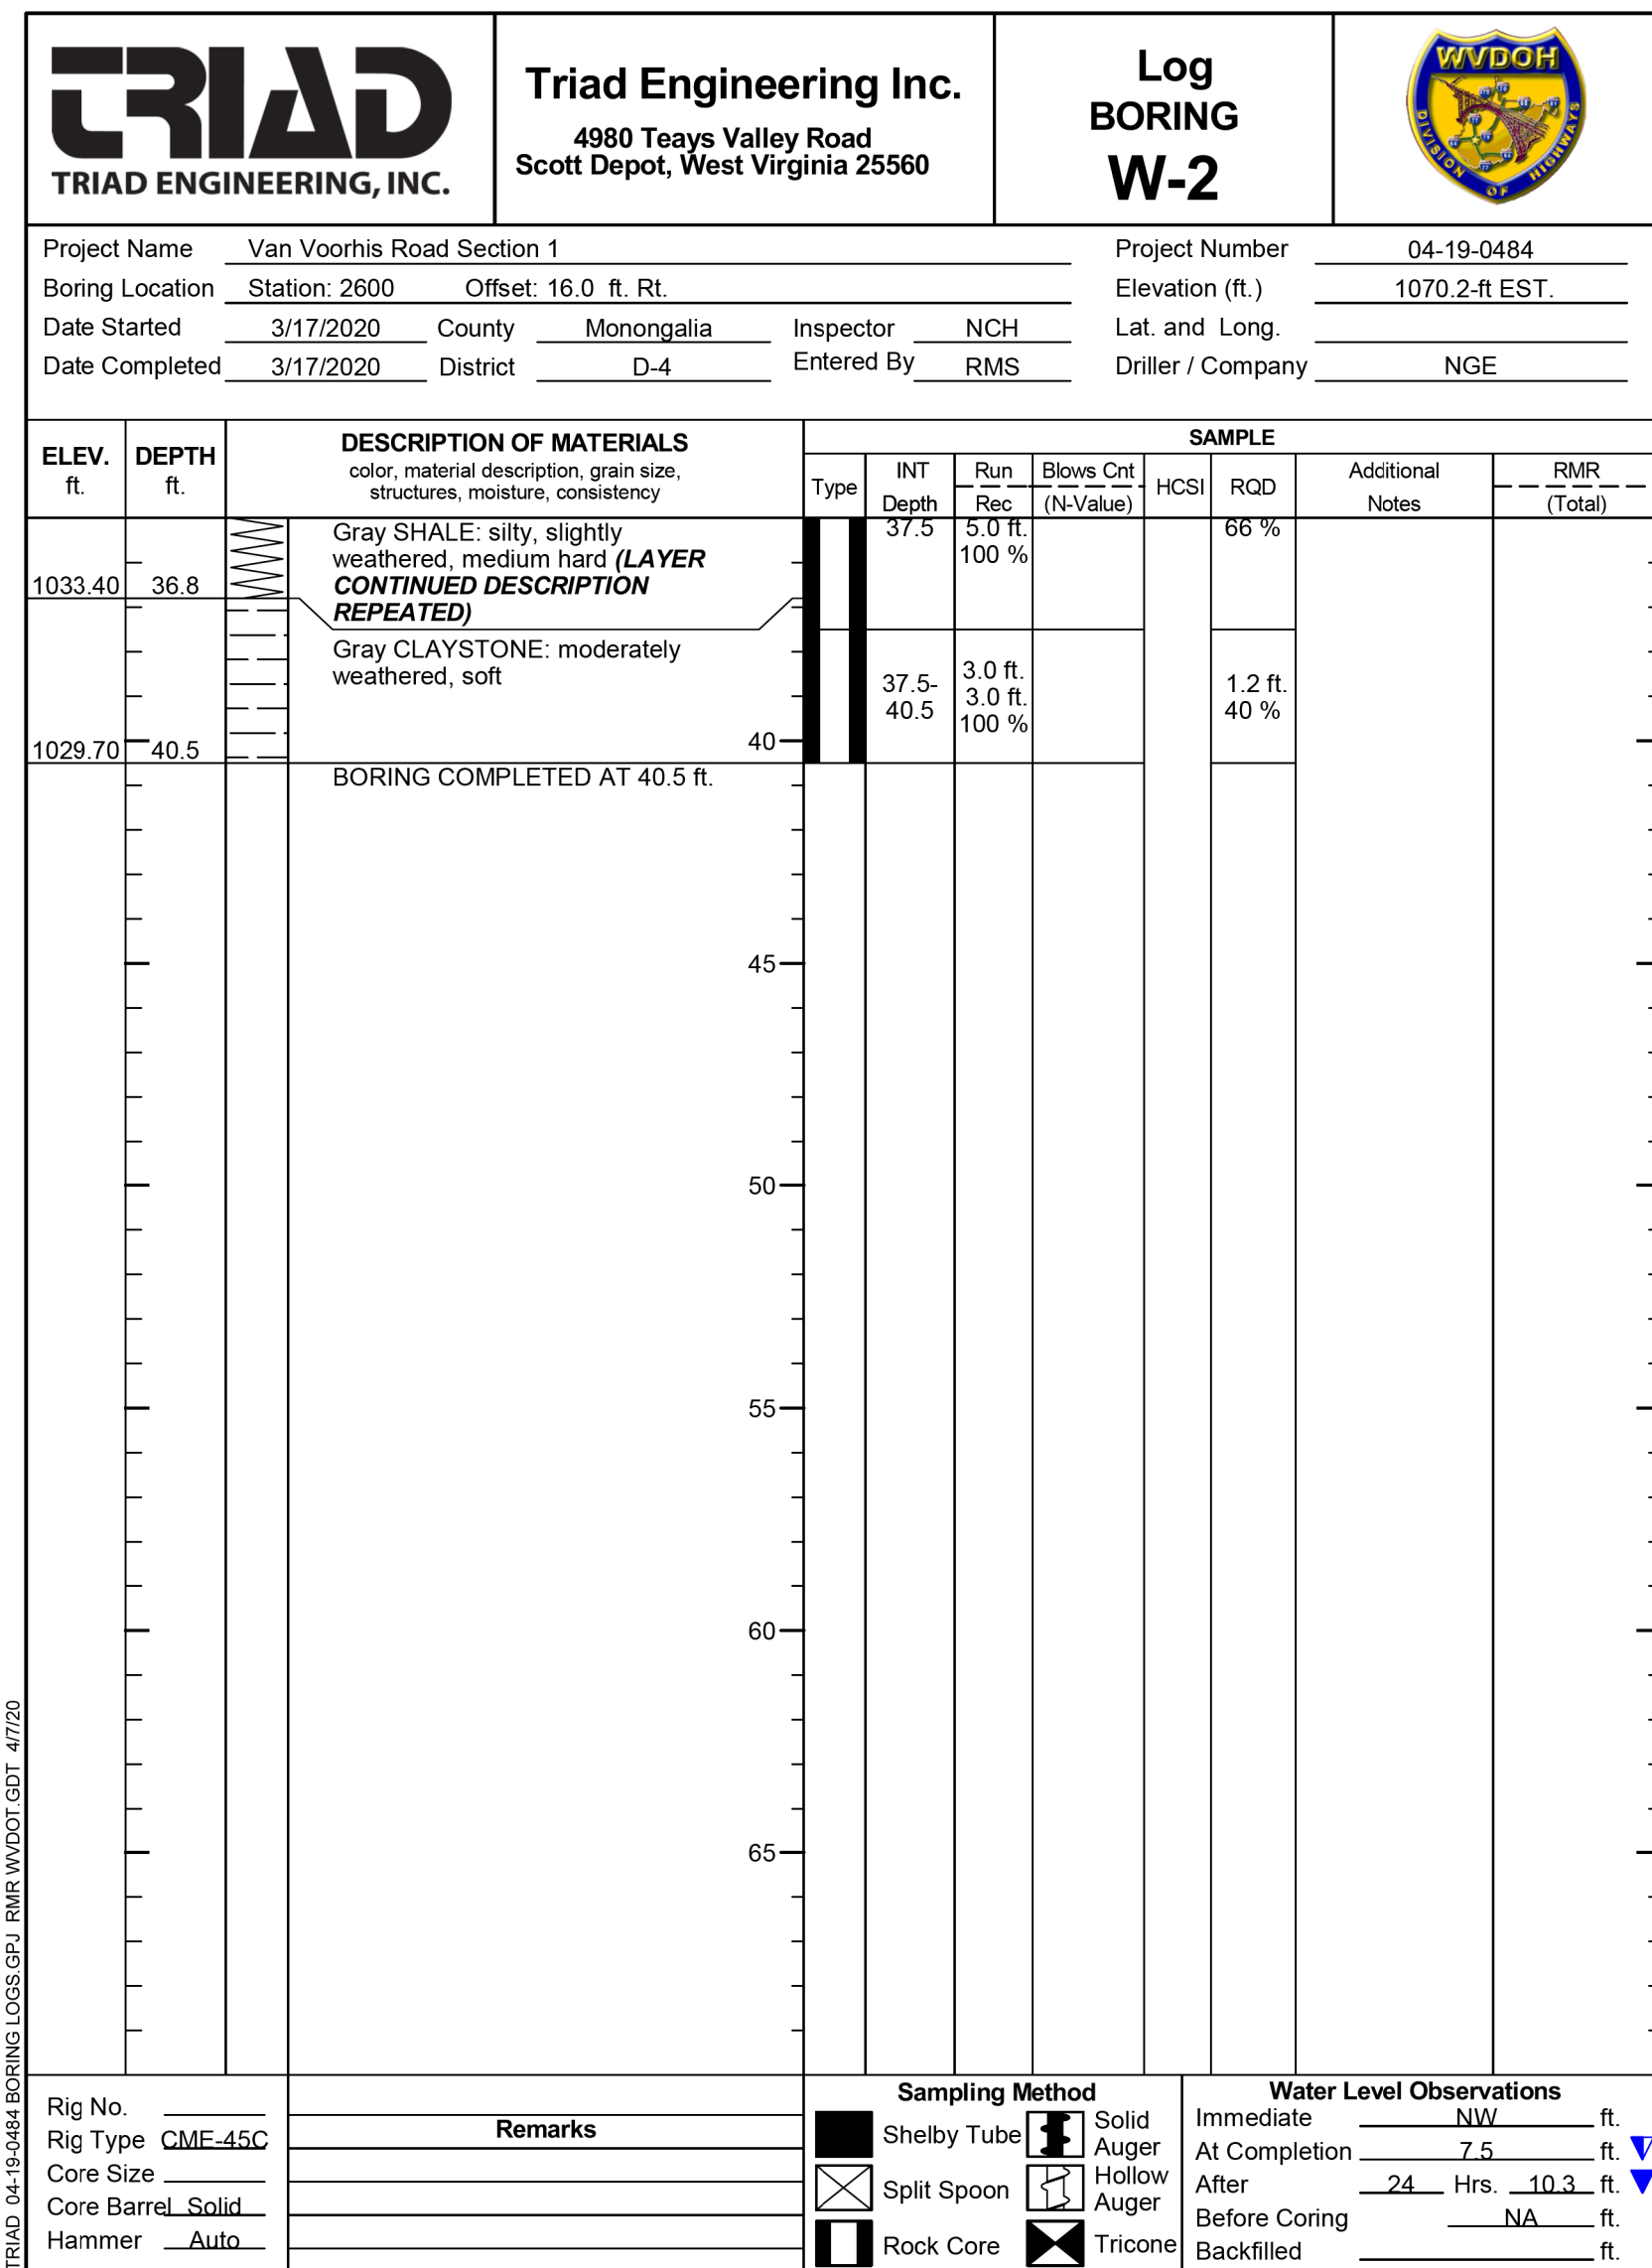 TRIAD
TRIAD ENGINEERING, INC.
Triad Engineering Inc.
4980 Teays Valley Road
Scott Depot, West Virginia 25560
Log
BORING
W-2
WVDOH
DIVISION OF HIGHWAYS
Project Name Van Voorhis Road Section 1 Project Number 04-19-0484
Boring Location Station: 2600 Offset: 16.0 ft. Rt. Elevation (ft.) 1070.2-ft EST.
Date Started 3/17/2020 County Monongalia Inspector NCH Lat. and Long.
Date Completed 3/17/2020 District D-4 Entered By RMS Driller / Company NGE
ELEV. ft.
DEPTH ft.
DESCRIPTION OF MATERIALS
color, material description, grain size,
structures, moisture, consistency
SAMPLE
Type
INT Depth
Run Rec
Blows Cnt (N-Value)
HCSI
RQD
Additional Notes
RMR (Total)
Gray SHALE: silty, slightly
weathered, medium hard (LAYER
CONTINUED DESCRIPTION
REPEATED)
1033.40 36.8
37.5
5.0 ft.
100 %
66 %
Gray CLAYSTONE: moderately
weathered, soft
37.5-
40.5
3.0 ft.
3.0 ft.
100 %
1.2 ft.
40 %
40
1029.70 40.5
BORING COMPLETED AT 40.5 ft.
45
50
55
60
65
TRIAD 04-19-0484 BORING LOGS.GPJ RMR WVDOT.GDT 4/7/20
Rig No.
Rig Type CME-45C
Core Size
Core Barrel Solid
Hammer Auto
Remarks
Sampling Method
Shelby Tube
Solid Auger
Split Spoon
Hollow Auger
Rock Core
Tricone
Water Level Observations
Immediate NW ft.
At Completion 7.5 ft.
After 24 Hrs. 10.3 ft.
Before Coring NA ft.
Backfilled ft.